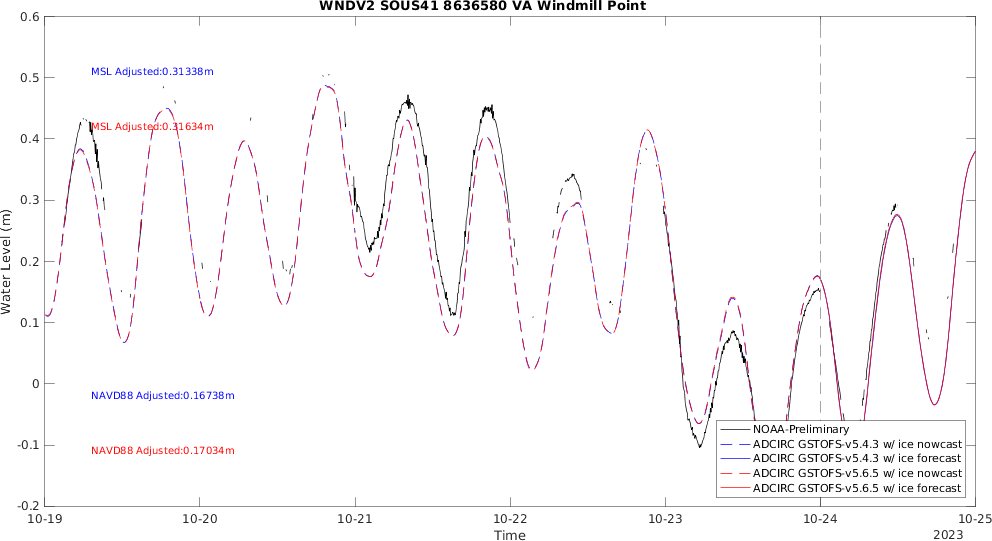 WNDV2 SOUS41 8636580 VA Windmill Point
0.6
0.5
0.4
0.3
0.2
0.1
0
-0.1
-0.2
Water Level (m)
MSL Adjusted:0.31338m
MSL Adjusted:0.31634m
NAVD88 Adjusted:0.16738m
NAVD88 Adjusted:0.17034m
NOAA-Preliminary
ADCIRC GSTOFS-v5.4.3 w/ ice nowcast
ADCIRC GSTOFS-v5.4.3 w/ ice forecast
ADCIRC GSTOFS-v5.6.5 w/ ice nowcast
ADCIRC GSTOFS-v5.6.5 w/ ice forecast
10-19 10-20 10-21 10-22 10-23 10-24 10-25
Time
2023